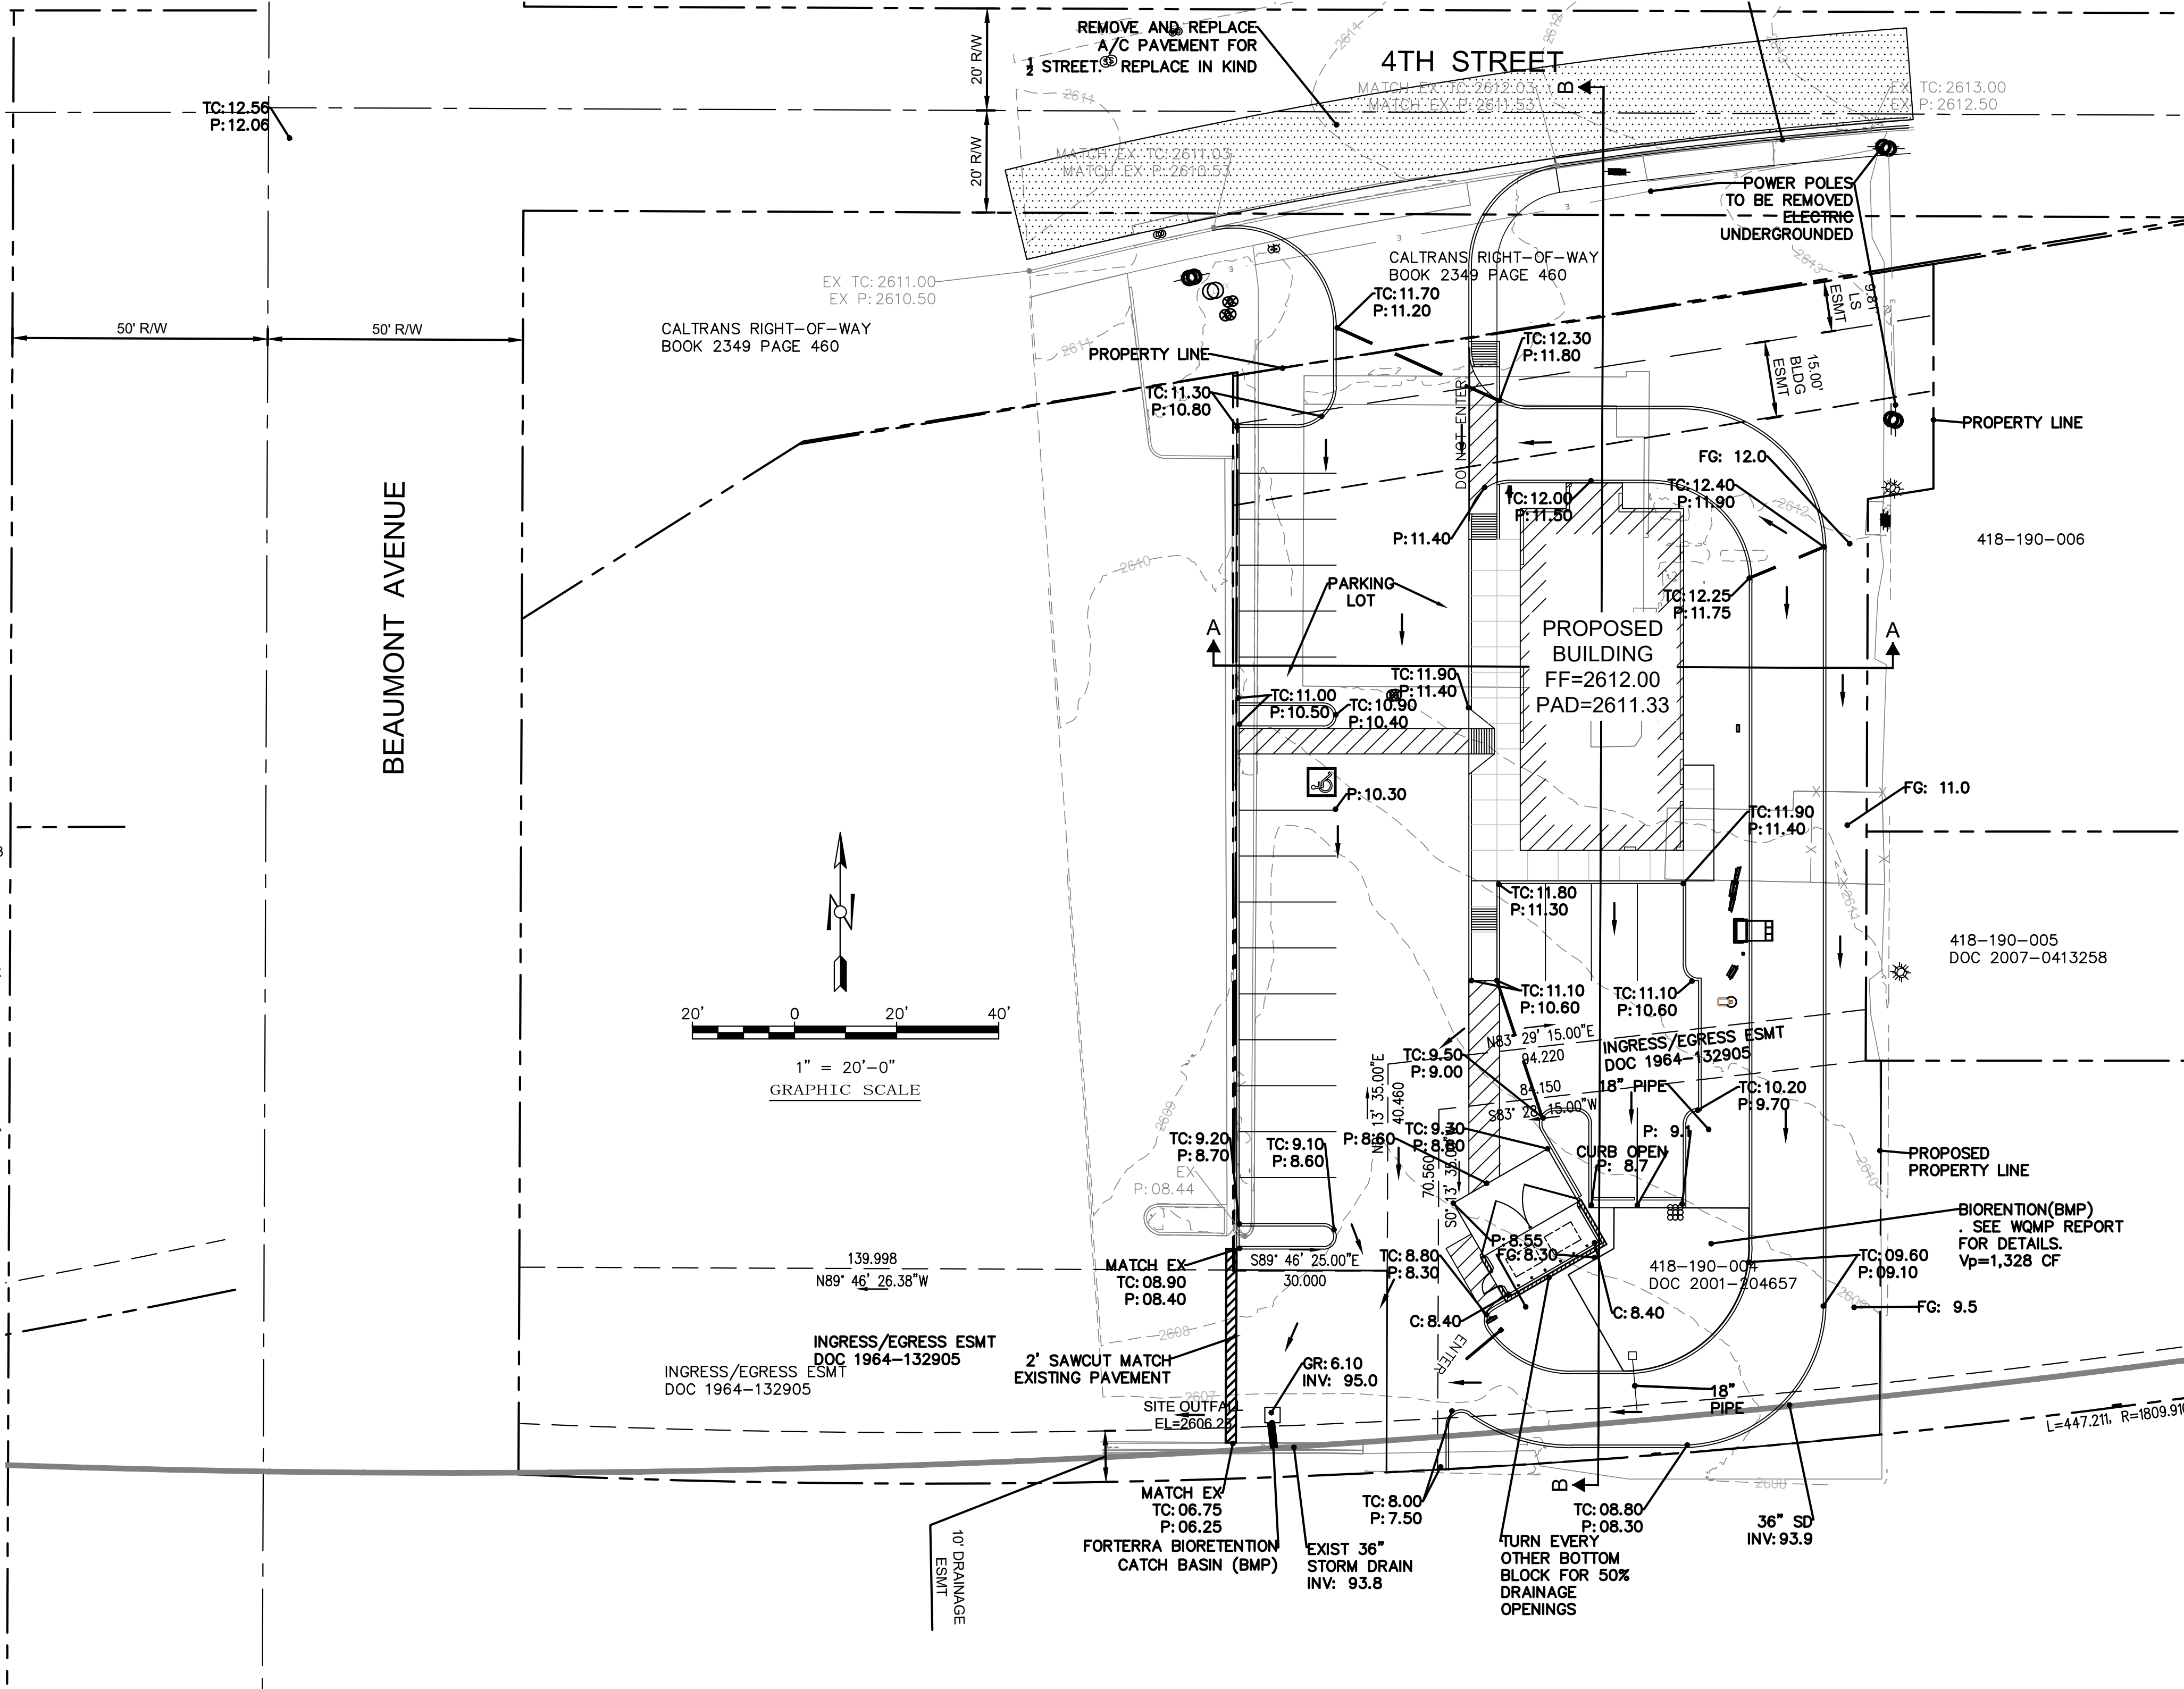 REMOVE AND REPLACE
A/C PAVEMENT FOR
½ STREET. REPLACE IN KIND
4TH STREET
20' R/W
20' R/W
B
MATCH EX TC:2612.03
MATCH EX P:2611.53
EX TC:2613.00
EX P:2612.50
TC:12.56
P:12.06
MATCH EX TC:2611.03
MATCH EX P:2610.53
2611
2611
2612
POWER POLES
TO BE REMOVED
ELECTRIC
UNDERGROUNDED
2613
EX TC:2611.00
EX P:2610.50
CALTRANS RIGHT-OF-WAY
BOOK 2349 PAGE 460
TC:11.70
P:11.20
9.81'
LS
ESMT
50' R/W
50' R/W
CALTRANS RIGHT-OF-WAY
BOOK 2349 PAGE 460
2611
PROPERTY LINE
TC:12.30
P:11.80
15.00'
BLDG
ESMT
TC:11.30
P:10.80
DO NOT ENTER
PROPERTY LINE
FG: 12.0
TC:12.40
P:11.90
TC:12.00
P:11.50
2612
P:11.40
418-190-006
BEAUMONT AVENUE
2610
PARKING
LOT
TC:12.25
P:11.75
A
A
PROPOSED
BUILDING
FF=2612.00
PAD=2611.33
TC:11.90
P:11.40
TC:11.00
P:10.50
TC:10.90
P:10.40
P:10.30
FG: 11.0
TC:11.90
P:11.40
TC:11.80
P:11.30
2611
N
418-190-005
DOC 2007-0413258
TC:11.10
P:10.60
TC:11.10
P:10.60
20'
0
20'
40'
1" = 20'-0"
GRAPHIC SCALE
N83° 29' 15.00"E
94.220
INGRESS/EGRESS ESMT
DOC 1964-132905
TC:9.50
P:9.00
84.150
S83° 28' 15.00"W
18" PIPE
TC:10.20
P:9.70
40.460
2609
TC:9.20
P:8.70
TC:9.10
P:8.60
P:8.60
TC:9.30
P:8.80
P: 9.1
CURB OPEN
P: 8.7
EX
P:08.44
70.560
2610
PROPOSED
PROPERTY LINE
BIORENTION(BMP)
. SEE WQMP REPORT
FOR DETAILS.
Vp=1,328 CF
P:8.55
FG:8.30
139.998
N89° 46' 26.38"W
MATCH EX
TC:08.90
P:08.40
S89° 46' 25.00"E
30.000
TC:8.80
P:8.30
418-190-004
DOC 2001-204657
TC:09.60
P:09.10
FG: 9.5
C:8.40
C:8.40
2608
INGRESS/EGRESS ESMT
DOC 1964-132905
INGRESS/EGRESS ESMT
DOC 1964-132905
2' SAWCUT MATCH
EXISTING PAVEMENT
ENTER
GR:6.10
INV: 95.0
2607
18"
PIPE
SITE OUTFALL
EL=2606.25
L=447.211, R=1809.910
B
2608
MATCH EX
TC:06.75
P:06.25
TC:8.00
P:7.50
TC:08.80
P:08.30
36" SD
INV:93.9
FORTERRA BIORETENTION
CATCH BASIN (BMP)
EXIST 36"
STORM DRAIN
INV: 93.8
TURN EVERY
OTHER BOTTOM
BLOCK FOR 50%
DRAINAGE
OPENINGS
10' DRAINAGE
ESMT